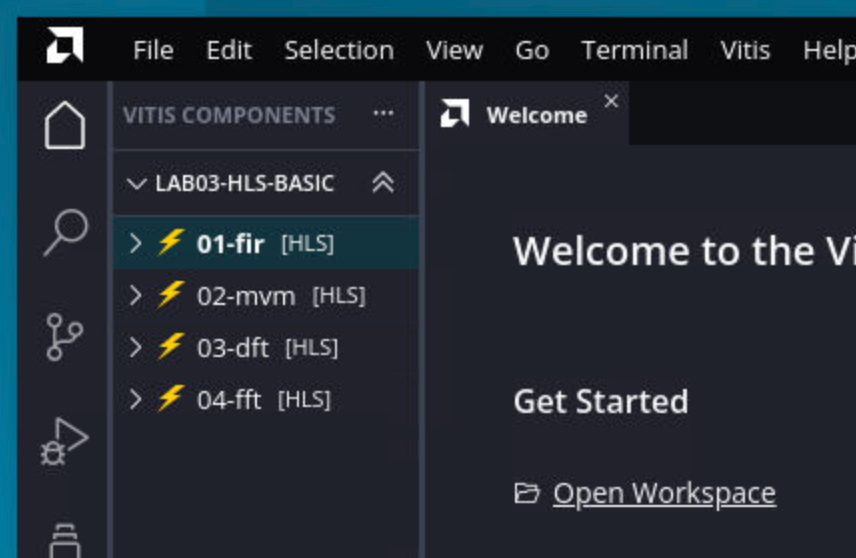 File Edit Selection View Go Terminal Vitis Help
VITIS COMPONENTS ...
Welcome
LAB03-HLS-BASIC
01-fir [HLS]
02-mvm [HLS]
03-dft [HLS]
04-fft [HLS]
Welcome to the Vi
Get Started
Open Workspace